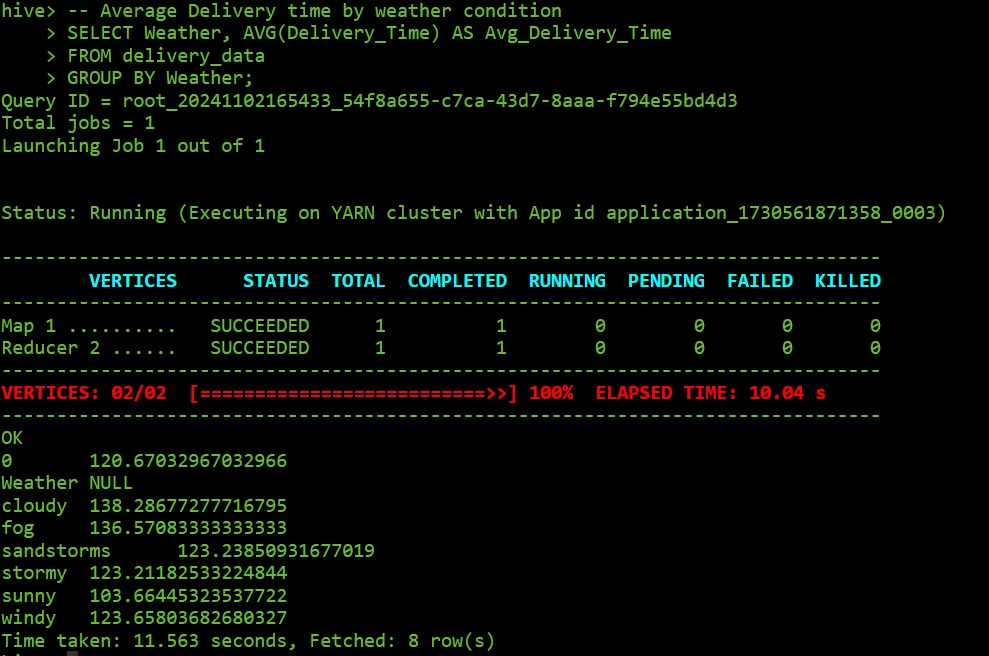 hive> -- Average Delivery time by weather condition
    > SELECT Weather, AVG(Delivery_Time) AS Avg_Delivery_Time
    > FROM delivery_data
    > GROUP BY Weather;
Query ID = root_20241102165433_54f8a655-c7ca-43d7-8aaa-f794e55bd4d3
Total jobs = 1
Launching Job 1 out of 1
Status: Running (Executing on YARN cluster with App id application_1730561871358_0003)
--------------------------------------------------------------------------------
        VERTICES      STATUS  TOTAL  COMPLETED  RUNNING  PENDING  FAILED  KILLED
--------------------------------------------------------------------------------
Map 1 ..........   SUCCEEDED      1          1        0        0       0       0
Reducer 2 ......   SUCCEEDED      1          1        0        0       0       0
--------------------------------------------------------------------------------
VERTICES: 02/02  [==========================>>] 100%  ELAPSED TIME: 10.04 s
--------------------------------------------------------------------------------
OK
0       120.67032967032966
Weather NULL
cloudy  138.28677277716795
fog     136.57083333333333
sandstorms      123.23850931677019
stormy  123.21182533224844
sunny   103.66445323537722
windy   123.65803682680327
Time taken: 11.563 seconds, Fetched: 8 row(s)